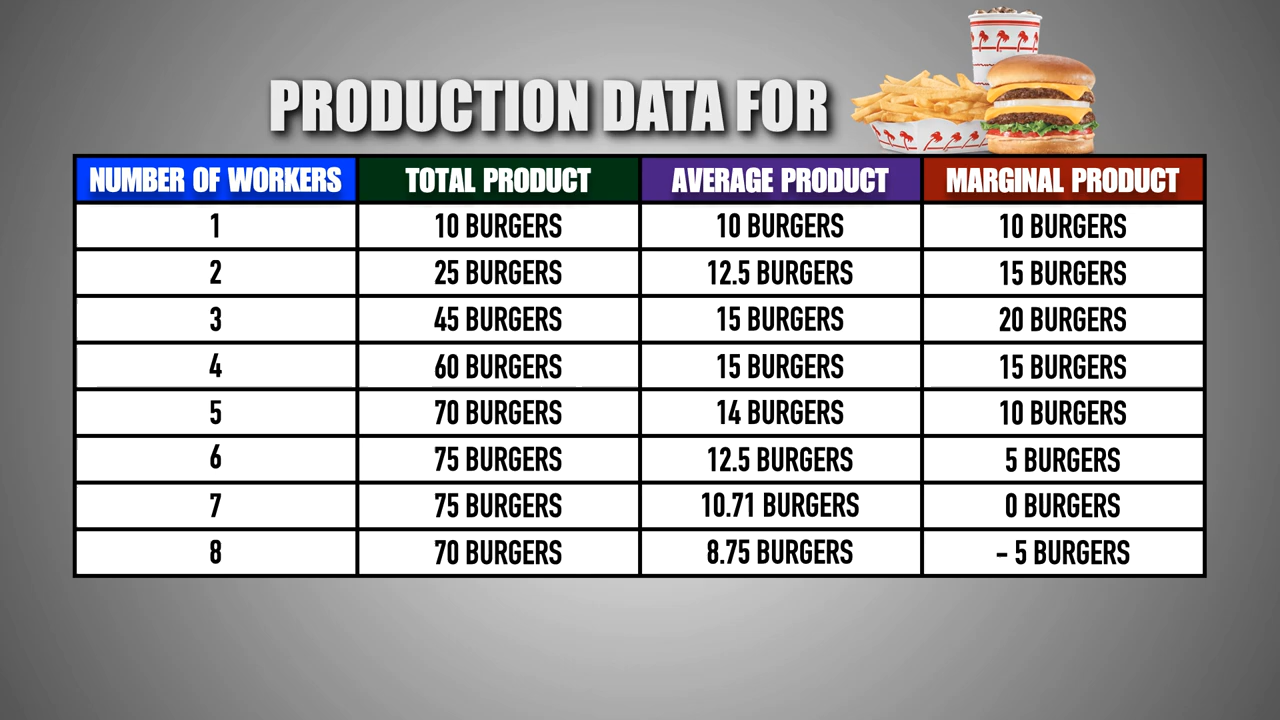 PRODUCTION DATA FOR
NUMBER OF WORKERS TOTAL PRODUCT AVERAGE PRODUCT MARGINAL PRODUCT
1 10 BURGERS 10 BURGERS 10 BURGERS
2 25 BURGERS 12.5 BURGERS 15 BURGERS
3 45 BURGERS 15 BURGERS 20 BURGERS
4 60 BURGERS 15 BURGERS 15 BURGERS
5 70 BURGERS 14 BURGERS 10 BURGERS
6 75 BURGERS 12.5 BURGERS 5 BURGERS
7 75 BURGERS 10.71 BURGERS 0 BURGERS
8 70 BURGERS 8.75 BURGERS – 5 BURGERS